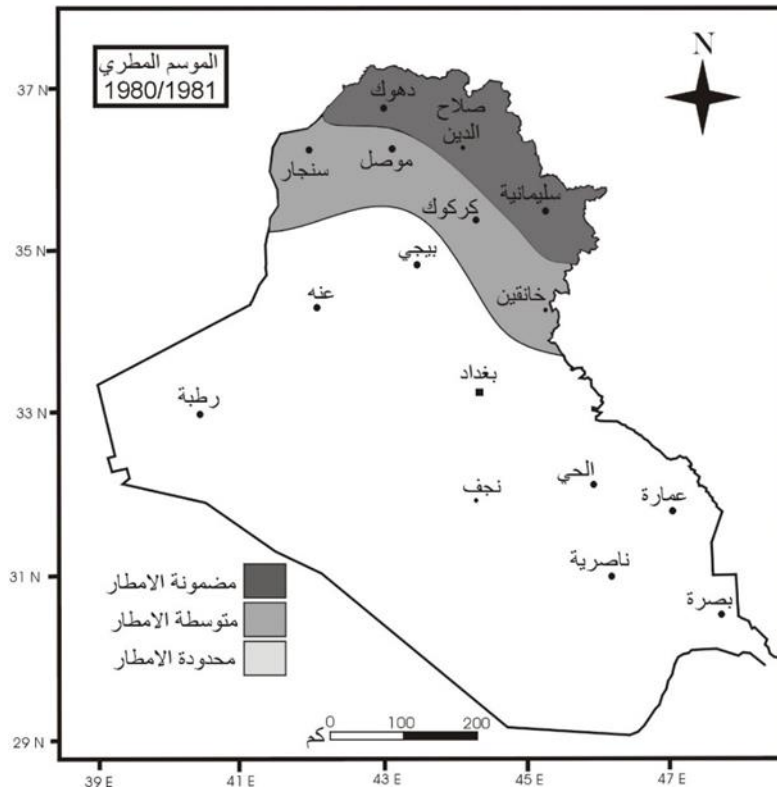 الموسم المطري
1980/1981
N
37 N
دهوك
صلاح
الدين
سنجار
موصل
سليمانية
كركوك
35 N
بيجي
عنه
خانقين
بغداد
33 N
رطبة
الحي
نجف
عمارة
31 N
ناصرية
بصرة
مضمونة الامطار
متوسطة الامطار
محدودة الامطار
0 100 200
كم
29 N
39 E 41 E 43 E 45 E 47 E